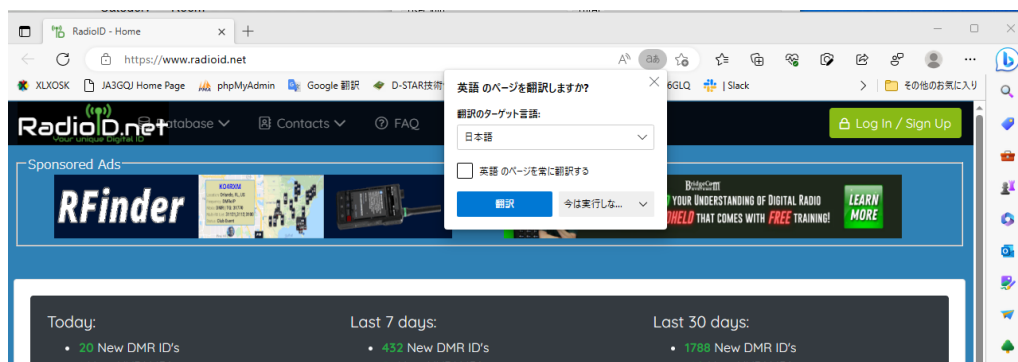 RadioID - Home
https://www.radioid.net
XLXOSK
JA3GQJ Home Page
phpMyAdmin
Google 翻訳
D-STAR技術
6GLQ
| Slack
その他のお気に入り
英語 のページを翻訳しますか?
翻訳のターゲット言語:
日本語
英語 のページを常に翻訳する
翻訳
今は実行しな...
RadioID.net
Your unique Digital ID
Database
Contacts
FAQ
Log In / Sign Up
Sponsored Ads
RFinder
KO4RXM
BridgeCom
YOUR UNDERSTANDING OF DIGITAL RADIO
THAT COMES WITH FREE TRAINING!
LEARN
MORE
Today:
Last 7 days:
Last 30 days:
20 New DMR ID's
432 New DMR ID's
1788 New DMR ID's